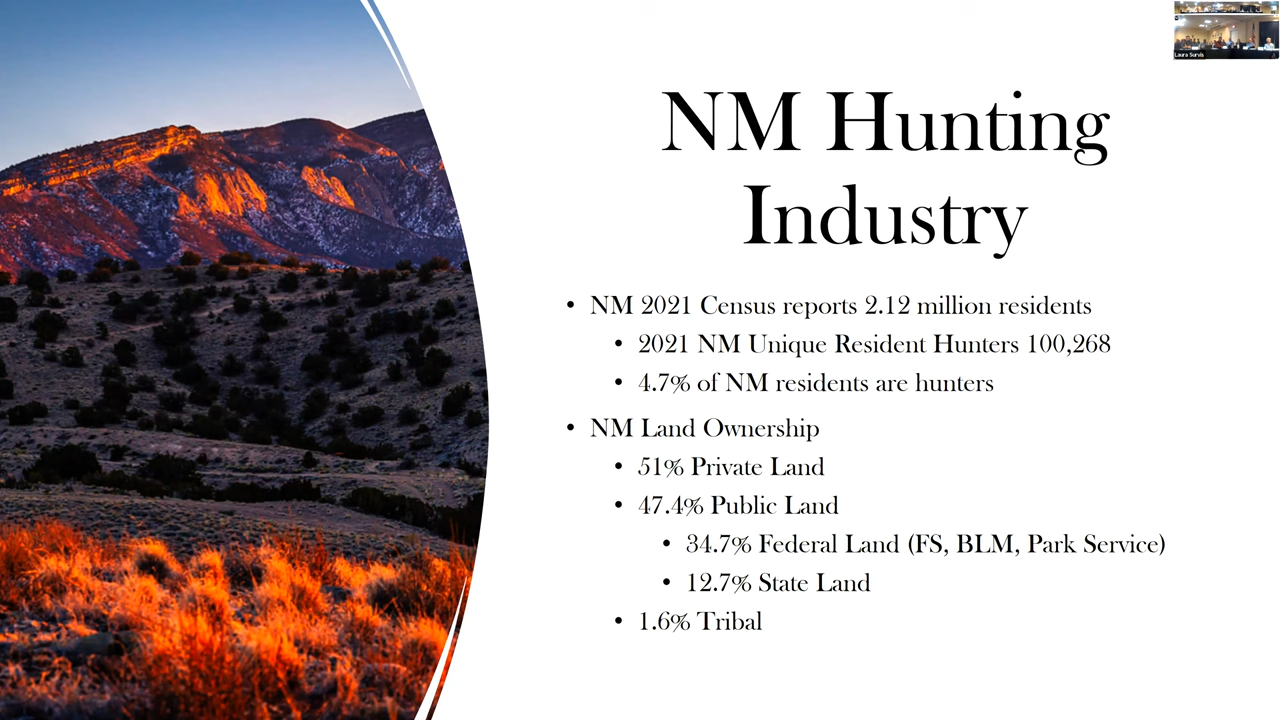 Laura Survis
NM Hunting
Industry
• NM 2021 Census reports 2.12 million residents
• 2021 NM Unique Resident Hunters 100,268
• 4.7% of NM residents are hunters
• NM Land Ownership
• 51% Private Land
• 47.4% Public Land
• 34.7% Federal Land (FS, BLM, Park Service)
• 12.7% State Land
• 1.6% Tribal